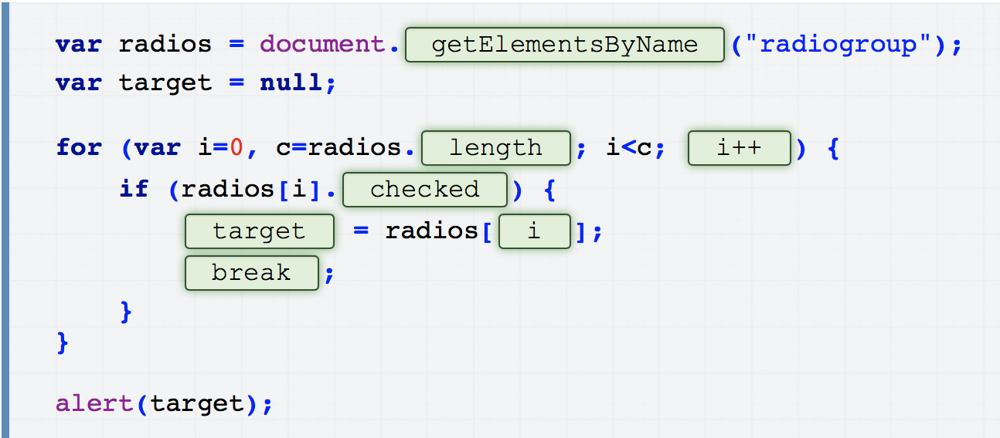 var radios = document.getElementsByName("radiogroup");
var target = null;
for (var i=0, c=radios.length; i<c; i++) {
if (radios[i].checked) {
target = radios[i];
break;
}
}
alert(target);